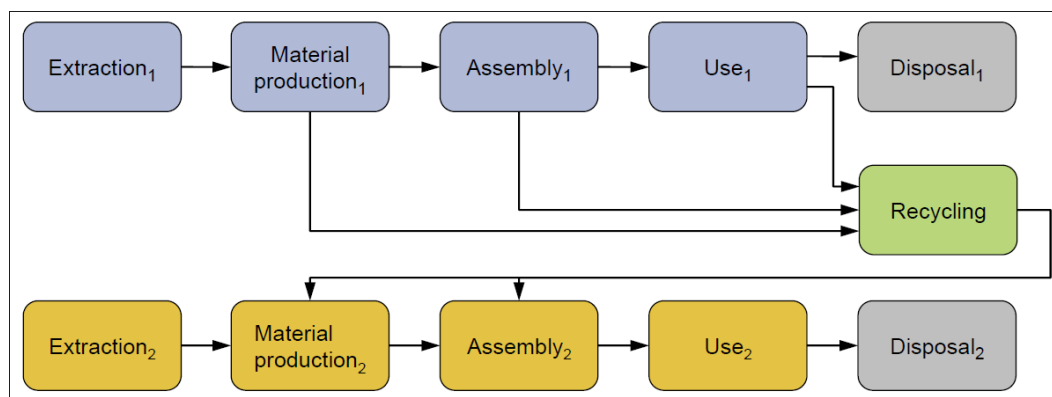 Extraction₁
Material
production₁
Assembly₁
Use₁
Disposal₁
Recycling
Extraction₂
Material
production₂
Assembly₂
Use₂
Disposal₂